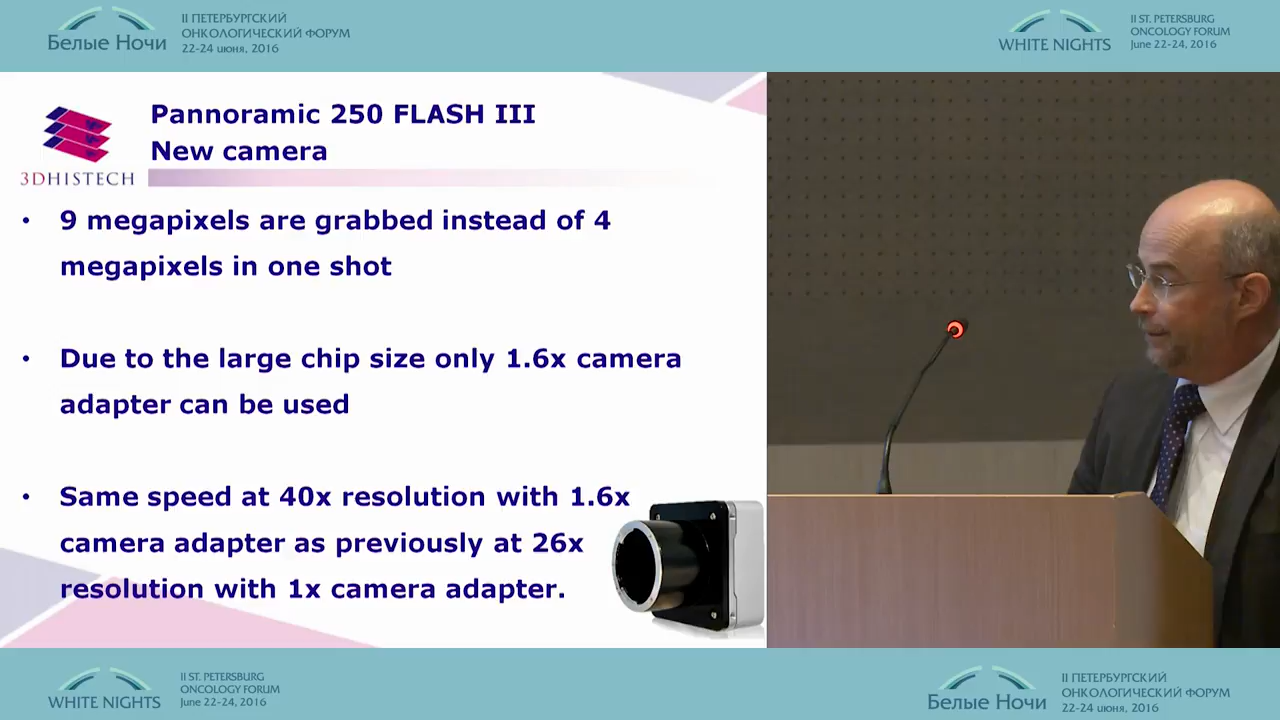 Белые Ночи
II ПЕТЕРБУРГСКИЙ
ОНКОЛОГИЧЕСКИЙ ФОРУМ
22-24 июня, 2016
WHITE NIGHTS
II ST. PETERSBURG
ONCOLOGY FORUM
June 22-24, 2016
3DHISTECH
Pannoramic 250 FLASH III
New camera
• 9 megapixels are grabbed instead of 4
megapixels in one shot
• Due to the large chip size only 1.6x camera
adapter can be used
• Same speed at 40x resolution with 1.6x
camera adapter as previously at 26x
resolution with 1x camera adapter.
WHITE NIGHTS
II ST. PETERSBURG
ONCOLOGY FORUM
June 22-24, 2016
Белые Ночи
II ПЕТЕРБУРГСКИЙ
ОНКОЛОГИЧЕСКИЙ ФОРУМ
22-24 июня, 2016